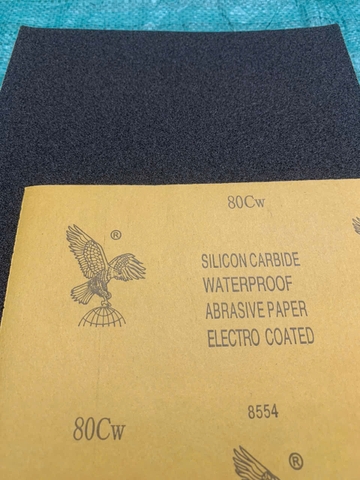 80Cw
®
SILICON CARBIDE
WATERPROOF
ABRASIVE PAPER
ELECTRO COATED
8554
80Cw
®